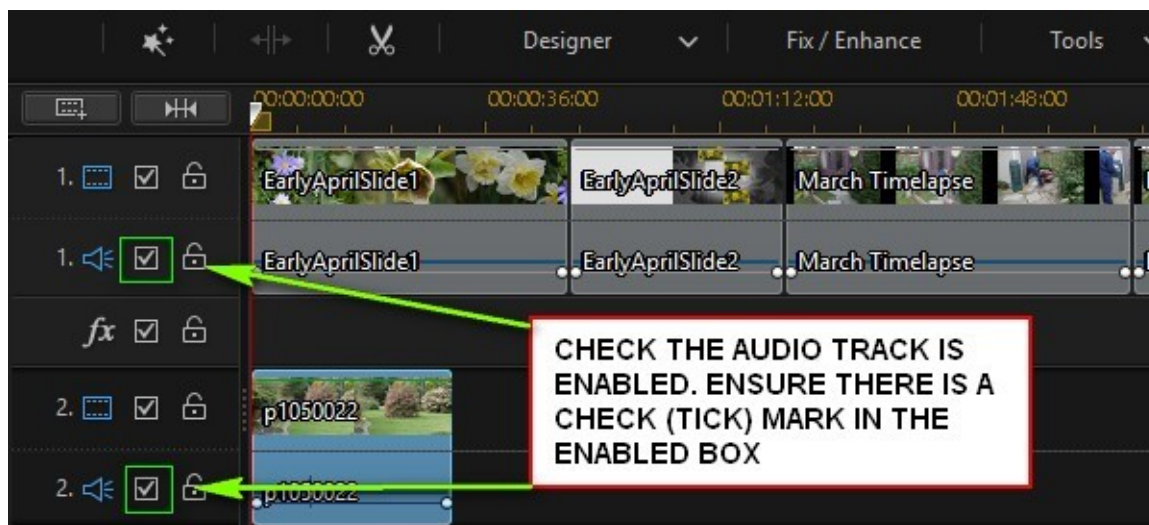 Designer Fix / Enhance Tools
00:00:00:00 00:00:36:00 00:01:12:00 00:01:48:00
1. EarlyAprilSlide1 EarlyAprilSlide2 March Timelapse
1. EarlyAprilSlide1 EarlyAprilSlide2 March Timelapse
fx
CHECK THE AUDIO TRACK IS
ENABLED. ENSURE THERE IS A
CHECK (TICK) MARK IN THE
ENABLED BOX
2. p1050022
2. p1050022